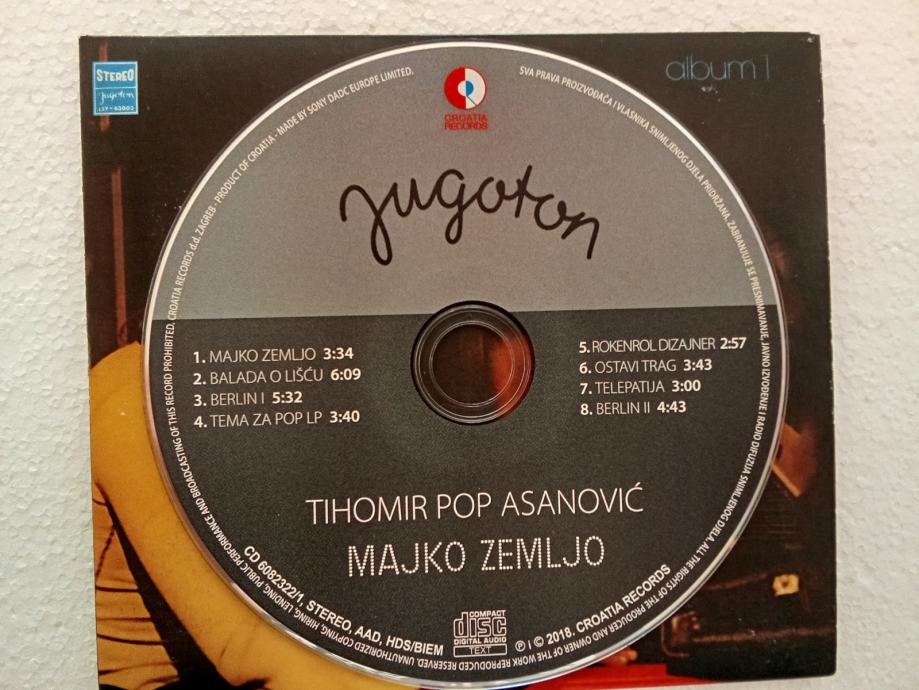 STEREO
jugoton
LSY-63003
album 1
CROATIA
RECORDS
jugoton
1. MAJKO ZEMLJO 3:34
2. BALADA O LIŠĆU 6:09
3. BERLIN I 5:32
4. TEMA ZA POP LP 3:40
5. ROKENROL DIZAJNER 2:57
6. OSTAVI TRAG 3:43
7. TELEPATIJA 3:00
8. BERLIN II 4:43
TIHOMIR POP ASANOVIĆ
MAJKO ZEMLJO
CD 6082322/1, STEREO, AAD, HDS/BIEM
COMPACT
disc
DIGITAL AUDIO
TEXT
Ⓟ I © 2018. CROATIA RECORDS
SVA PRAVA PROIZVOĐAČA I VLASNIKA SNIMLJENOG DJELA PRIDRŽANA. ZABRANJUJE SE PRESNIMAVANJE, JAVNO IZVOĐENJE I RADIO DIFUZIJA SNIMLJENOG DJELA. ALL THE RIGHTS OF THE PRODUCER AND OWNER OF THE WORK REPRODUCED RESERVED. UNAUTHORIZED COPYING, HIRING, LENDING, PUBLIC PERFORMANCE AND BROADCASTING OF THIS RECORD PROHIBITED. CROATIA RECORDS d.d. ZAGREB - PRODUCT OF CROATIA - MADE BY SONY DADC EUROPE LIMITED.